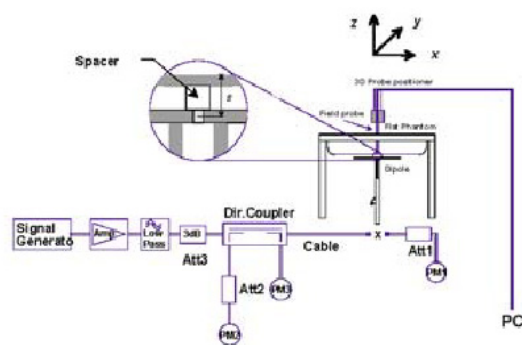 z
y
x
Spacer
s
3D Probe positioner
Field probe
Flat Phantom
Dipole
Dir.Coupler
Signal
Generato
Amp
Low
Pass
3dB
Att3
Cable
x
Att1
PM1
Att2
PM3
PM2
PC